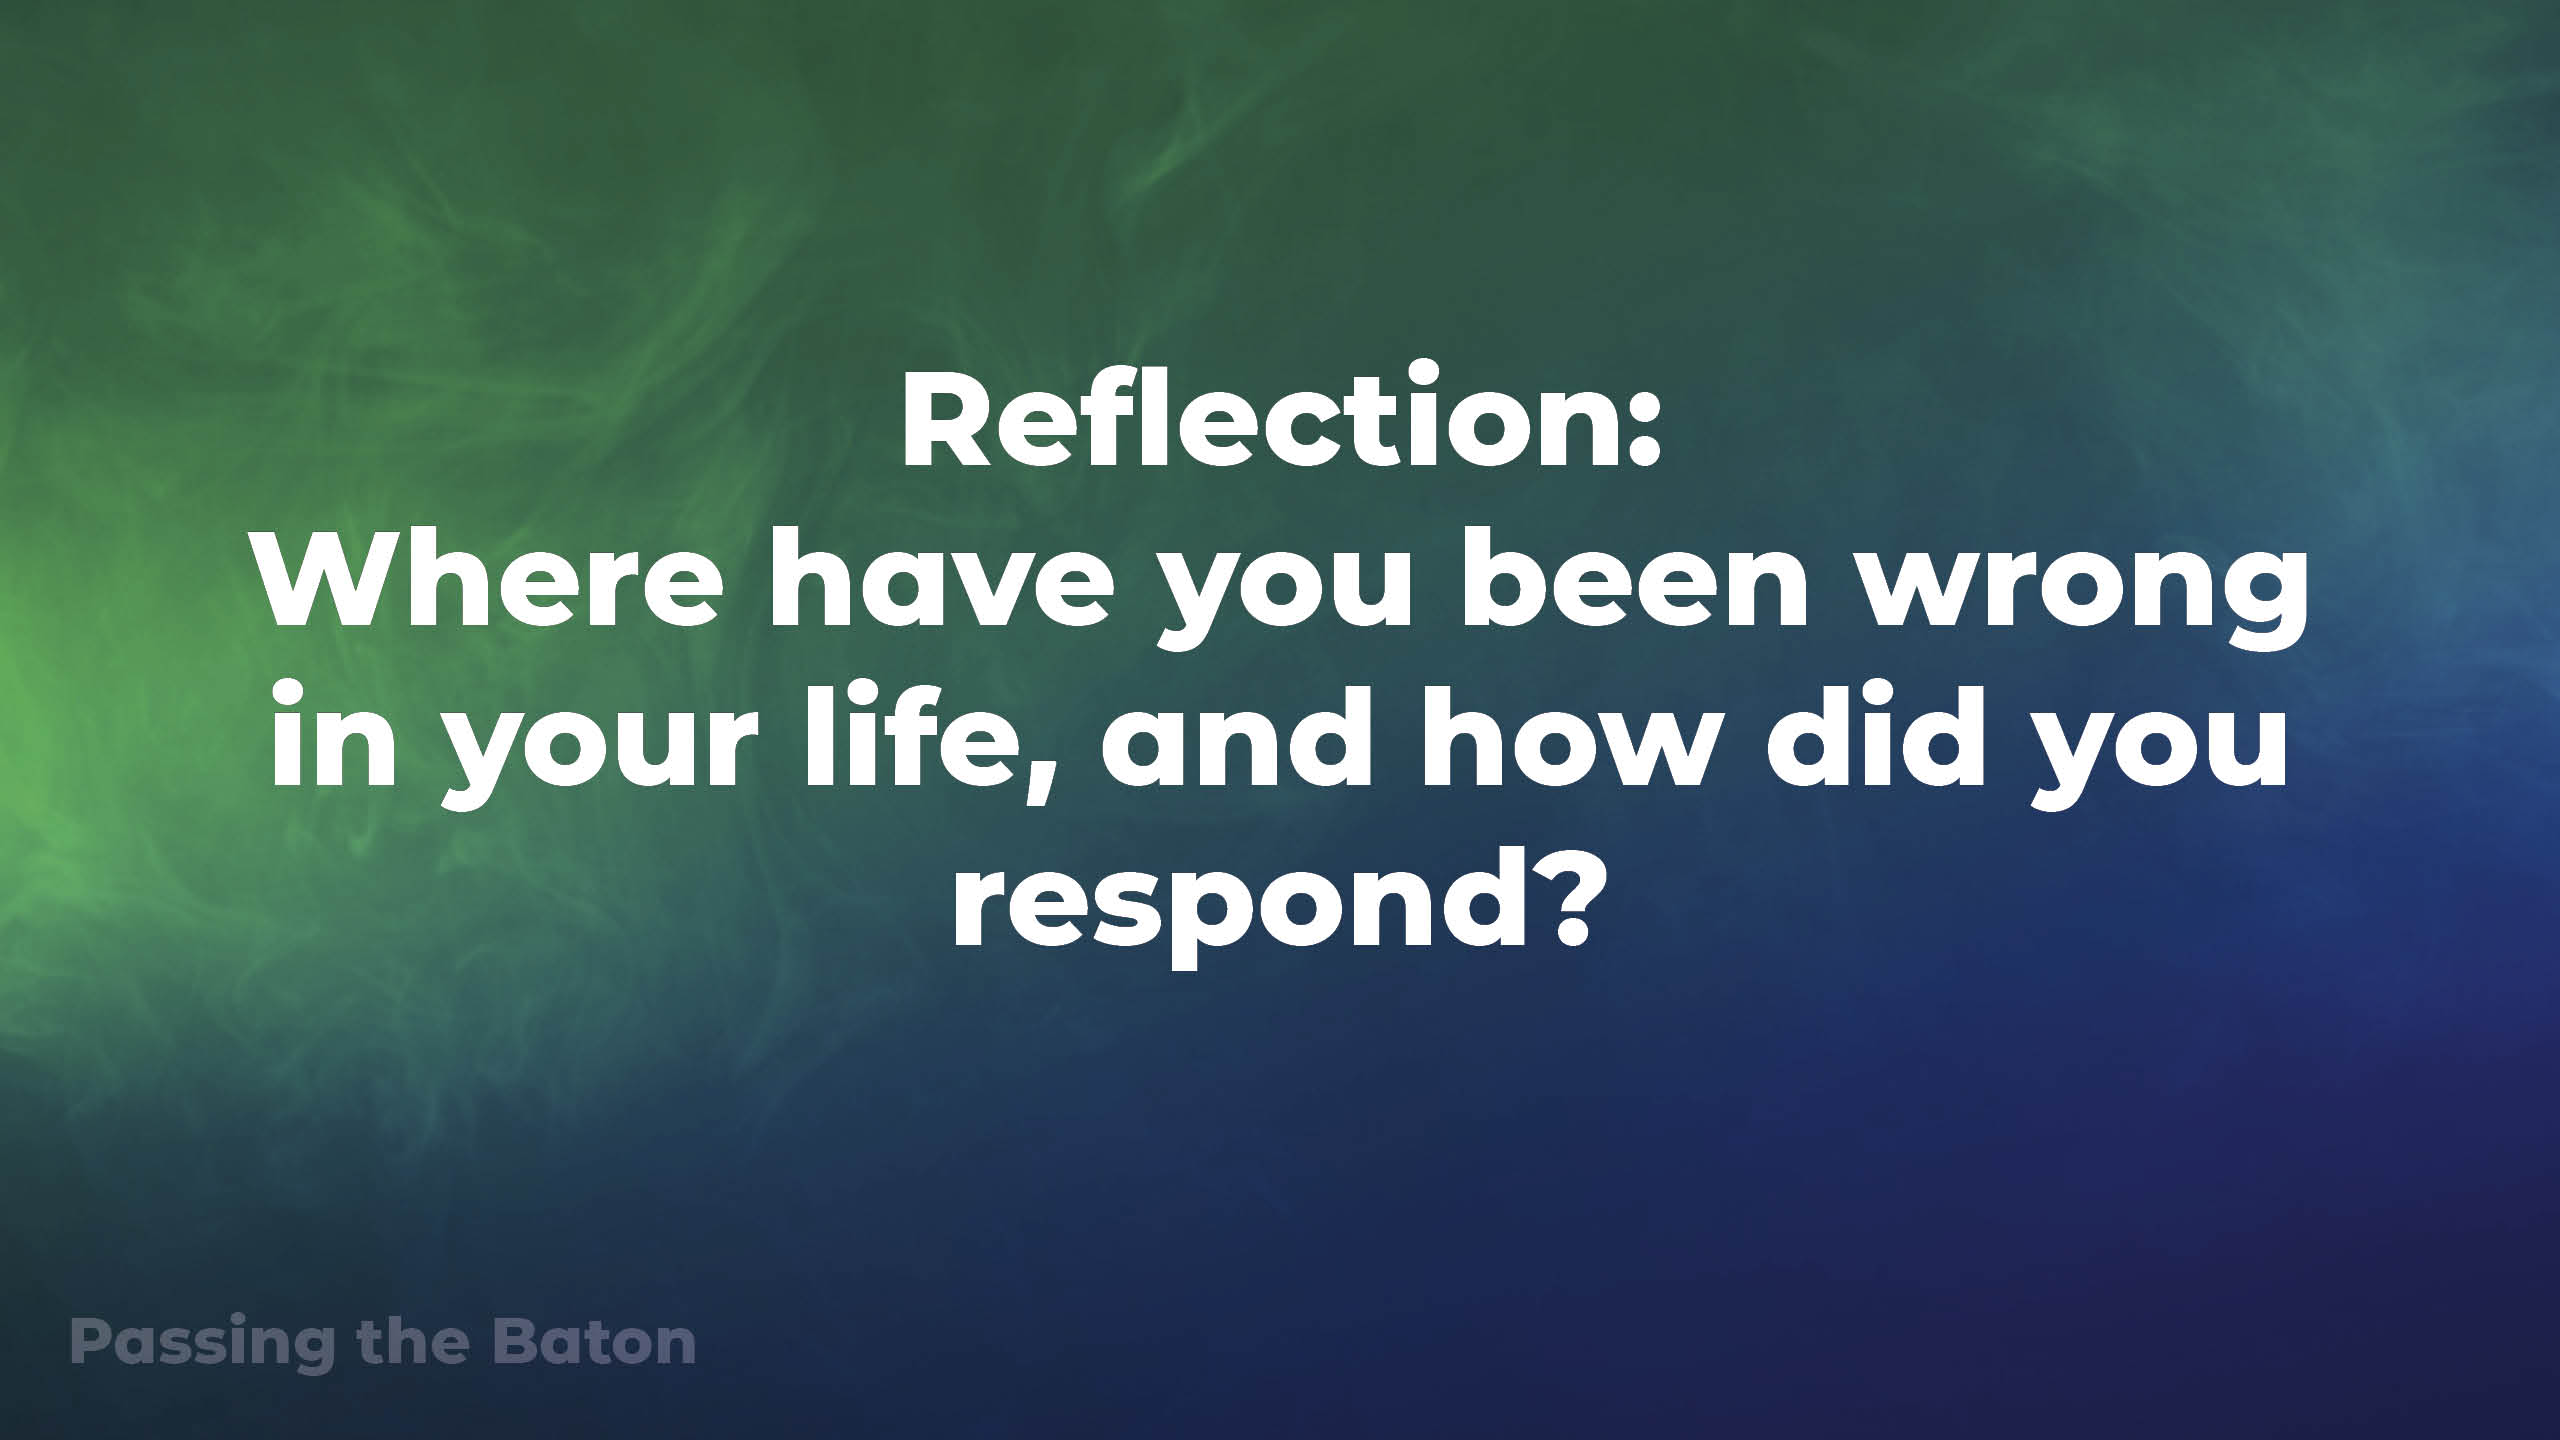 Reflection:
Where have you been wrong
in your life, and how did you
respond?
Passing the Baton